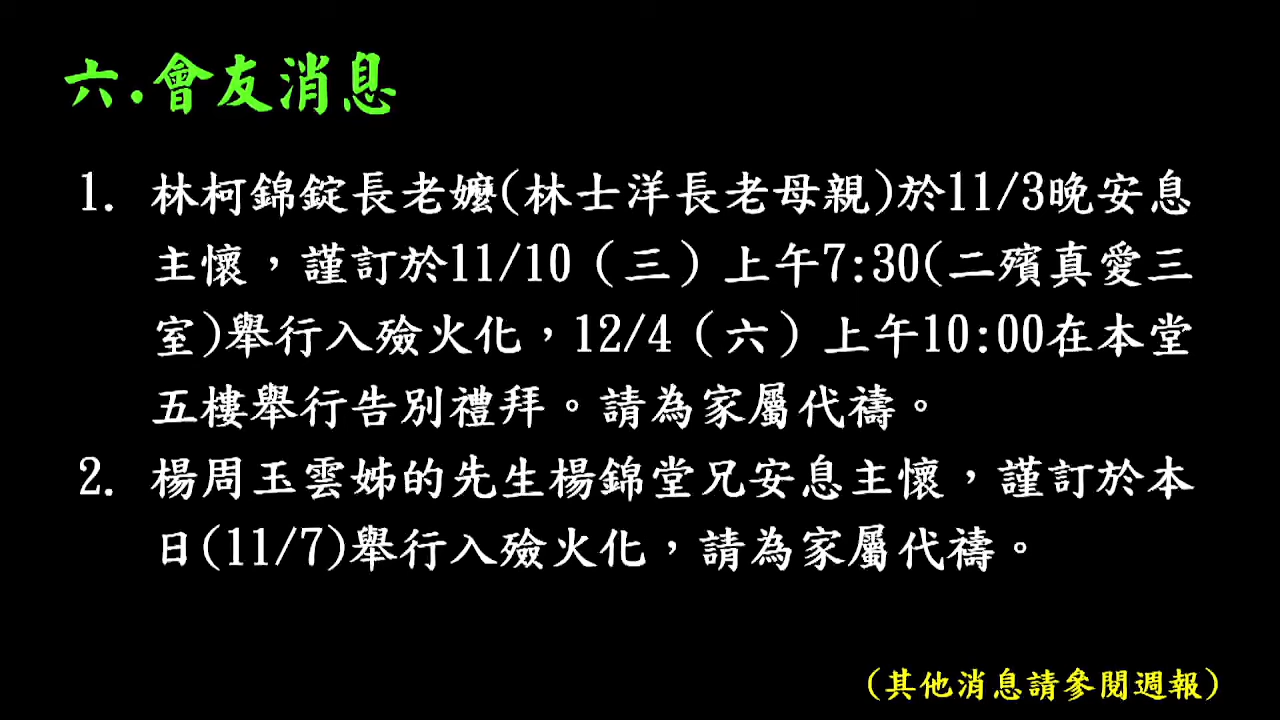 六.會友消息
1. 林柯錦錠長老嬤(林士洋長老母親)於11/3晚安息
主懷，謹訂於11/10（三）上午7:30(二殯真愛三
室)舉行入殮火化，12/4（六）上午10:00在本堂
五樓舉行告別禮拜。請為家屬代禱。
2. 楊周玉雲姊的先生楊錦堂兄安息主懷，謹訂於本
日(11/7)舉行入殮火化，請為家屬代禱。
(其他消息請參閱週報)